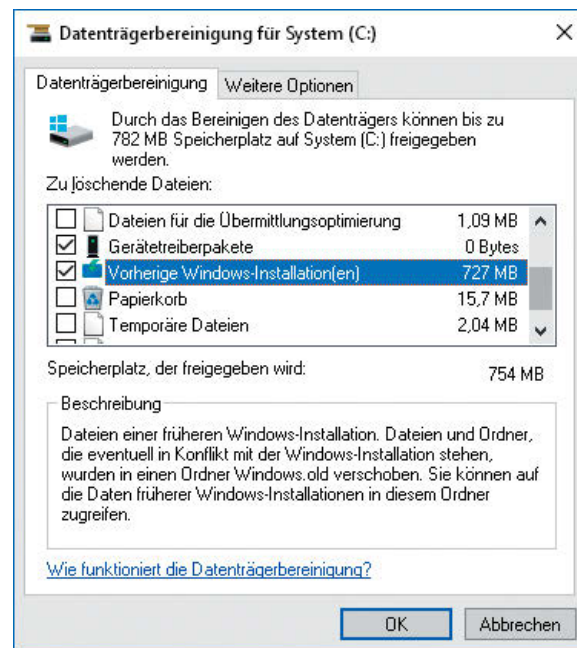 Datenträgerbereinigung für System (C:)
Datenträgerbereinigung Weitere Optionen
Durch das Bereinigen des Datenträgers können bis zu
782 MB Speicherplatz auf System (C:) freigegeben
werden.
Zu löschende Dateien:
Dateien für die Übermittlungsoptimierung 1,09 MB
Gerätetreiberpakete 0 Bytes
Vorherige Windows-Installation(en) 727 MB
Papierkorb 15,7 MB
Temporäre Dateien 2,04 MB
Speicherplatz, der freigegeben wird: 754 MB
Beschreibung
Dateien einer früheren Windows-Installation. Dateien und Ordner,
die eventuell in Konflikt mit der Windows-Installation stehen,
wurden in einen Ordner Windows.old verschoben. Sie können auf
die Daten früherer Windows-Installationen in diesem Ordner
zugreifen.
Wie funktioniert die Datenträgerbereinigung?
OK Abbrechen